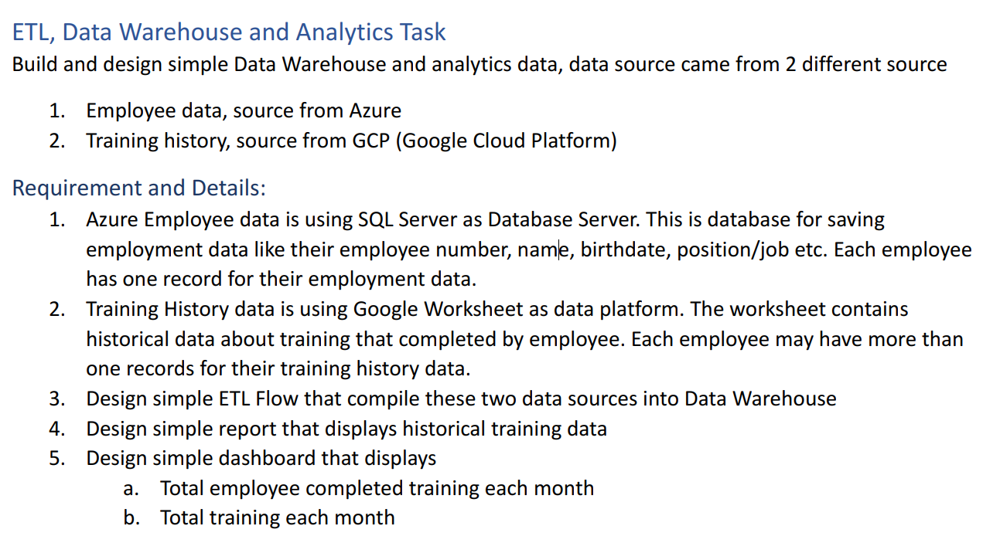 ETL, Data Warehouse and Analytics Task
Build and design simple Data Warehouse and analytics data, data source came from 2 different source
1. Employee data, source from Azure
2. Training history, source from GCP (Google Cloud Platform)
Requirement and Details:
1. Azure Employee data is using SQL Server as Database Server. This is database for saving
employment data like their employee number, name, birthdate, position/job etc. Each employee
has one record for their employment data.
2. Training History data is using Google Worksheet as data platform. The worksheet contains
historical data about training that completed by employee. Each employee may have more than
one records for their training history data.
3. Design simple ETL Flow that compile these two data sources into Data Warehouse
4. Design simple report that displays historical training data
5. Design simple dashboard that displays
a. Total employee completed training each month
b. Total training each month